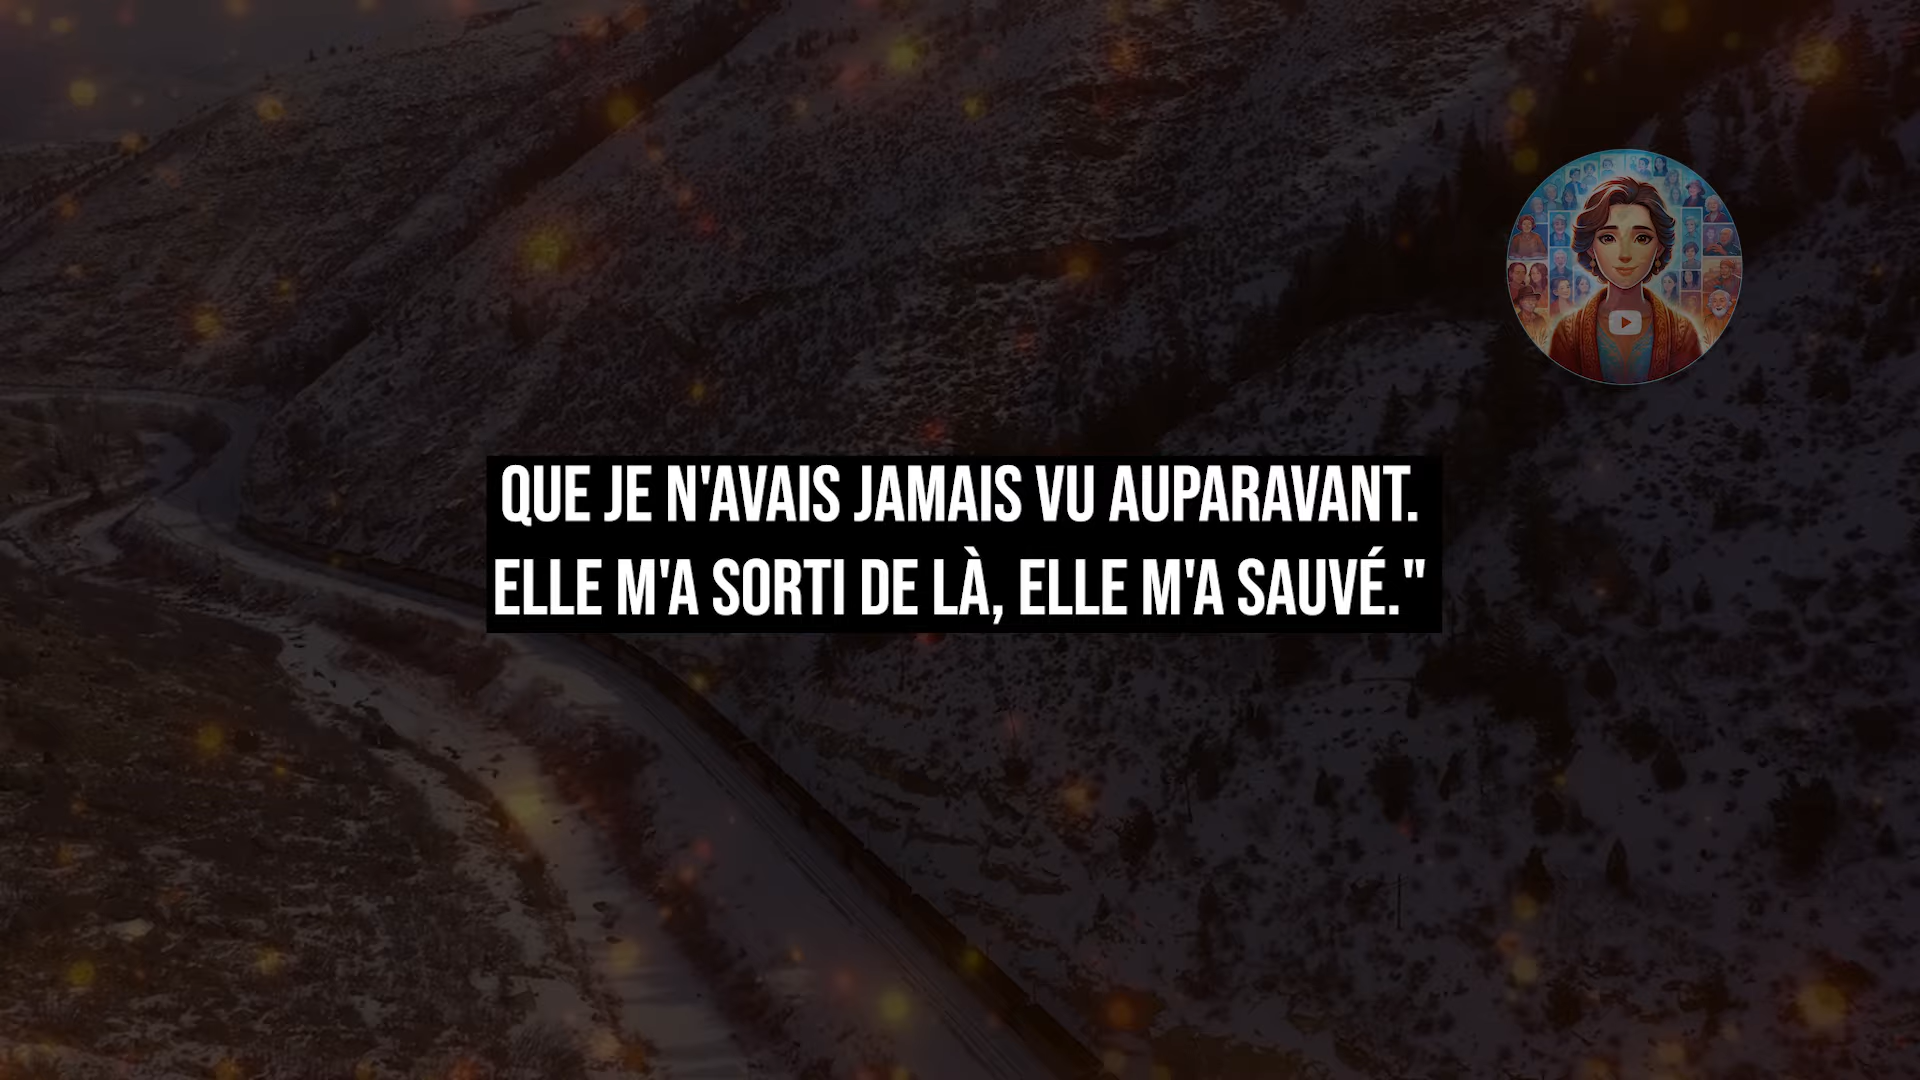 QUE JE N'AVAIS JAMAIS VU AUPARAVANT.
ELLE M'A SORTI DE LÀ, ELLE M'A SAUVÉ."